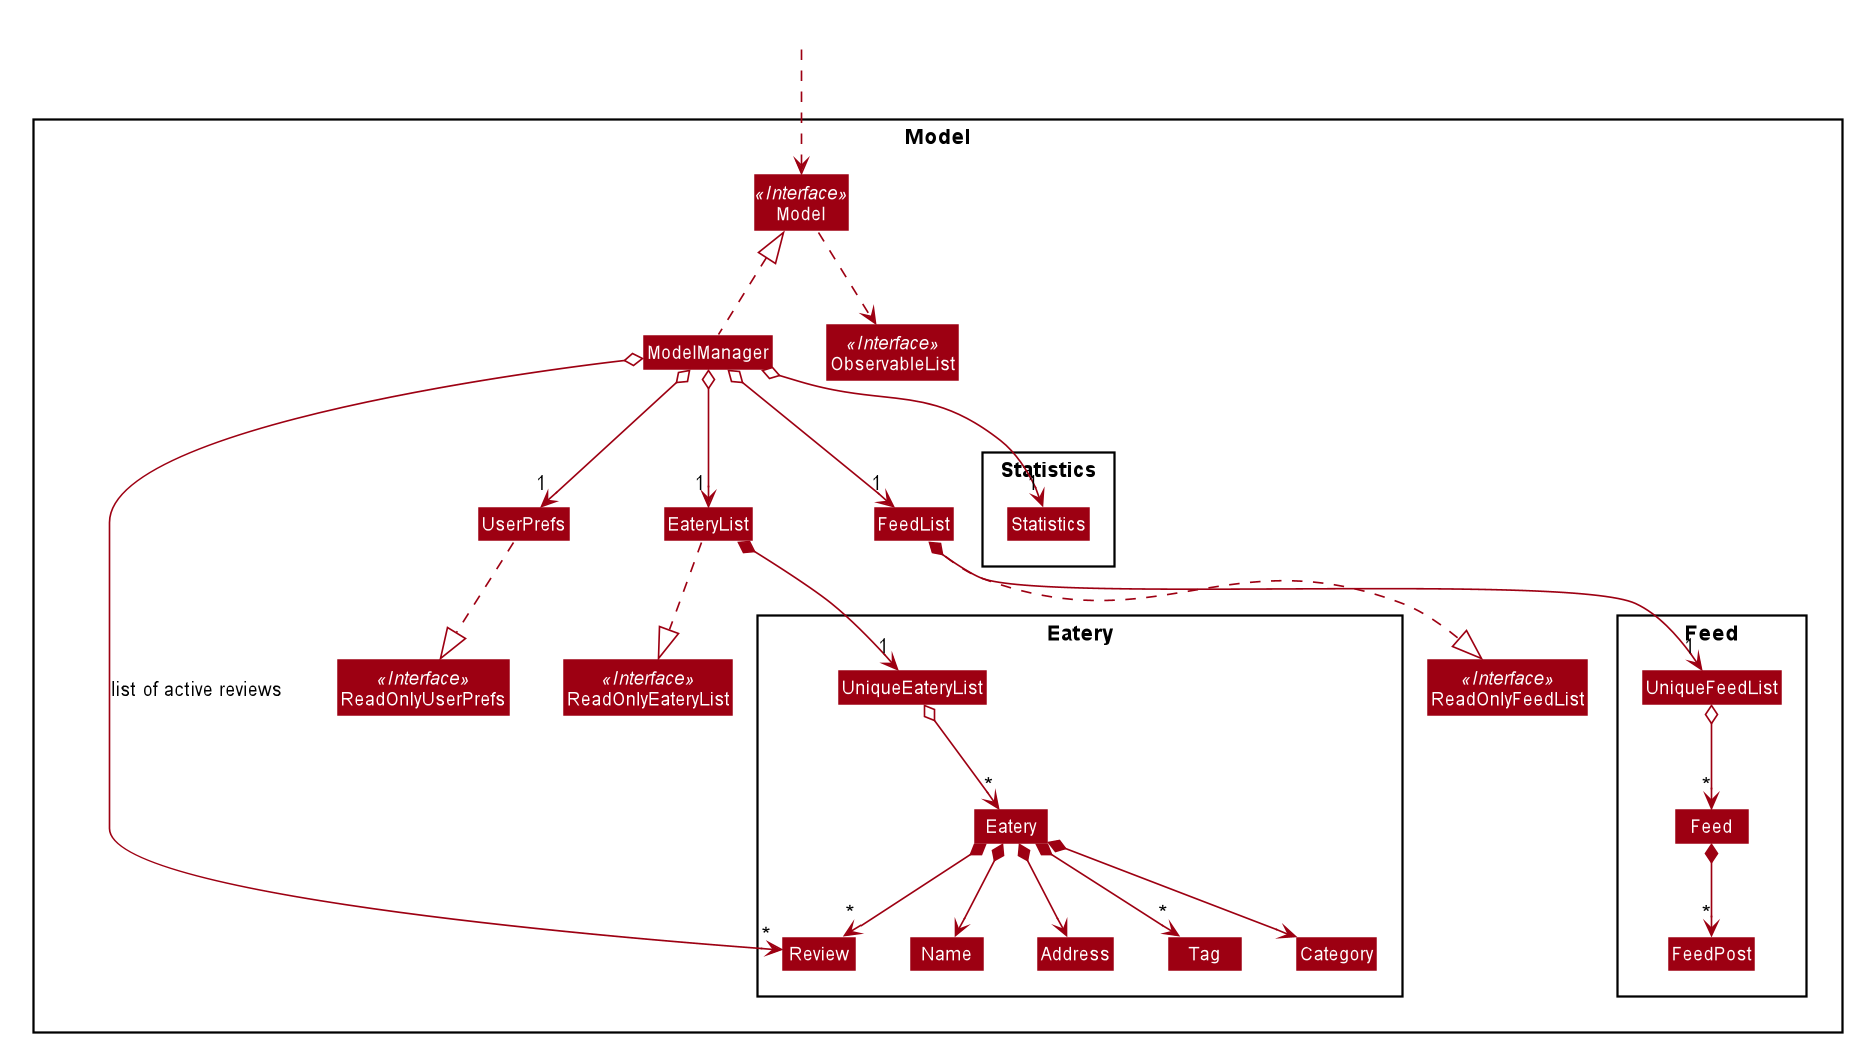 Model
«Interface»
Model
ModelManager
«Interface»
ObservableList
Statistics
1
1
1
1
UserPrefs
EateryList
FeedList
Statistics
Eatery
Feed
1
1
list of active reviews
«Interface»
ReadOnlyUserPrefs
«Interface»
ReadOnlyEateryList
UniqueEateryList
«Interface»
ReadOnlyFeedList
UniqueFeedList
*
*
Eatery
Feed
*
*
*
*
Review
Name
Address
Tag
Category
FeedPost